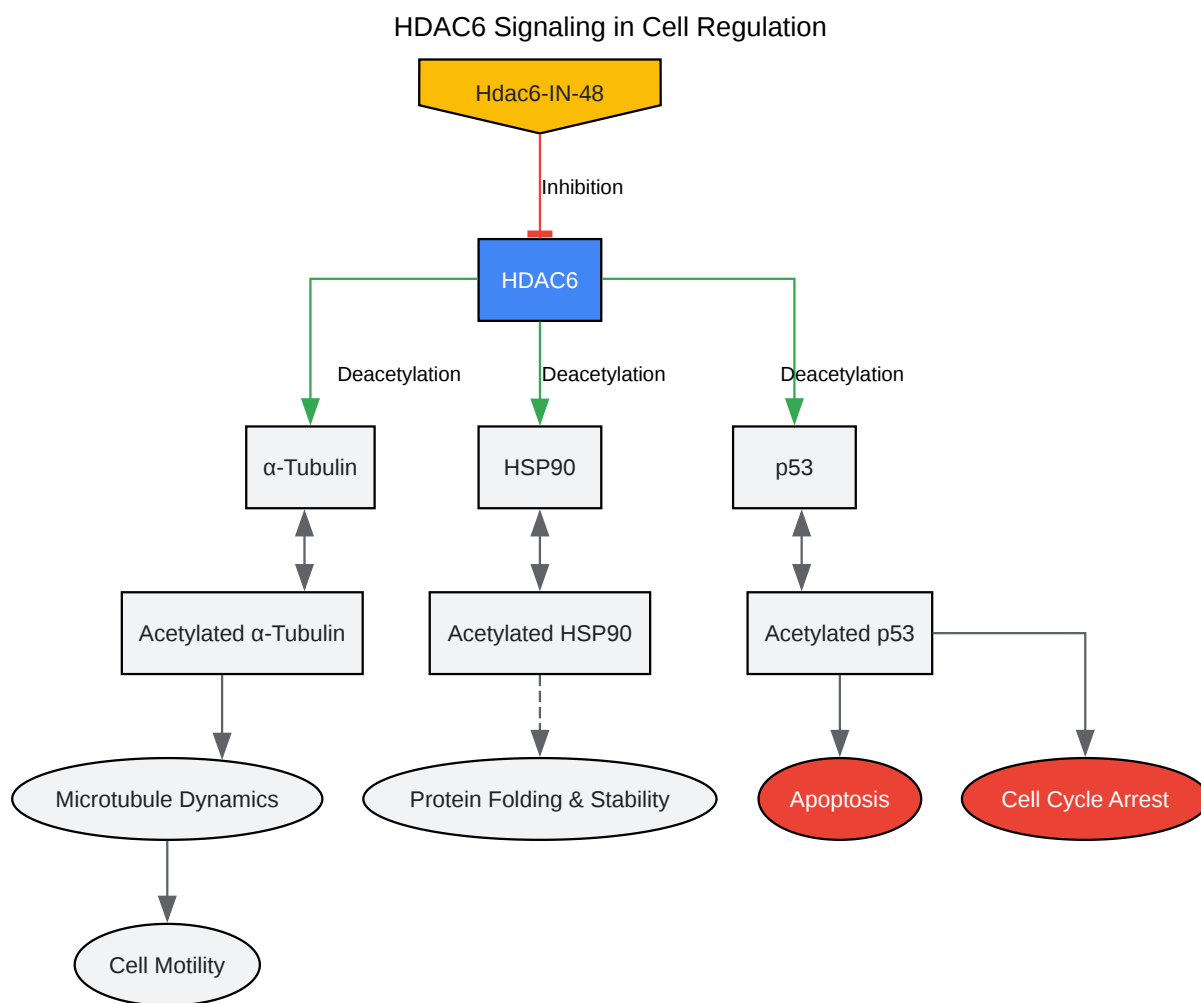 HDAC6 Signaling in Cell Regulation
Hdac6-IN-48
Inhibition
HDAC6
Deacetylation
Deacetylation
Deacetylation
α-Tubulin
HSP90
p53
Acetylated α-Tubulin
Acetylated HSP90
Acetylated p53
Microtubule Dynamics
Protein Folding & Stability
Apoptosis
Cell Cycle Arrest
Cell Motility